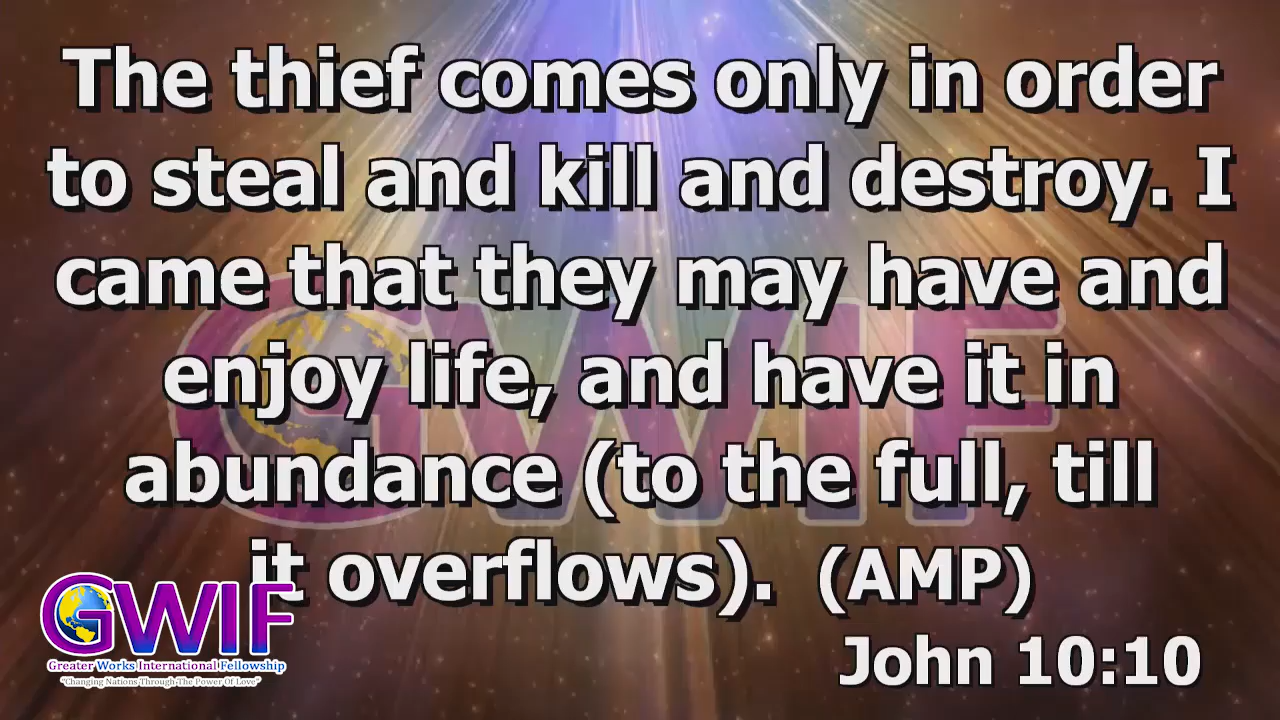 The thief comes only in order
to steal and kill and destroy. I
came that they may have and
enjoy life, and have it in
abundance (to the full, till
it overflows). (AMP)
John 10:10
GWIF
GWIF
Greater Works International Fellowship
"Changing Nations Through The Power Of Love"